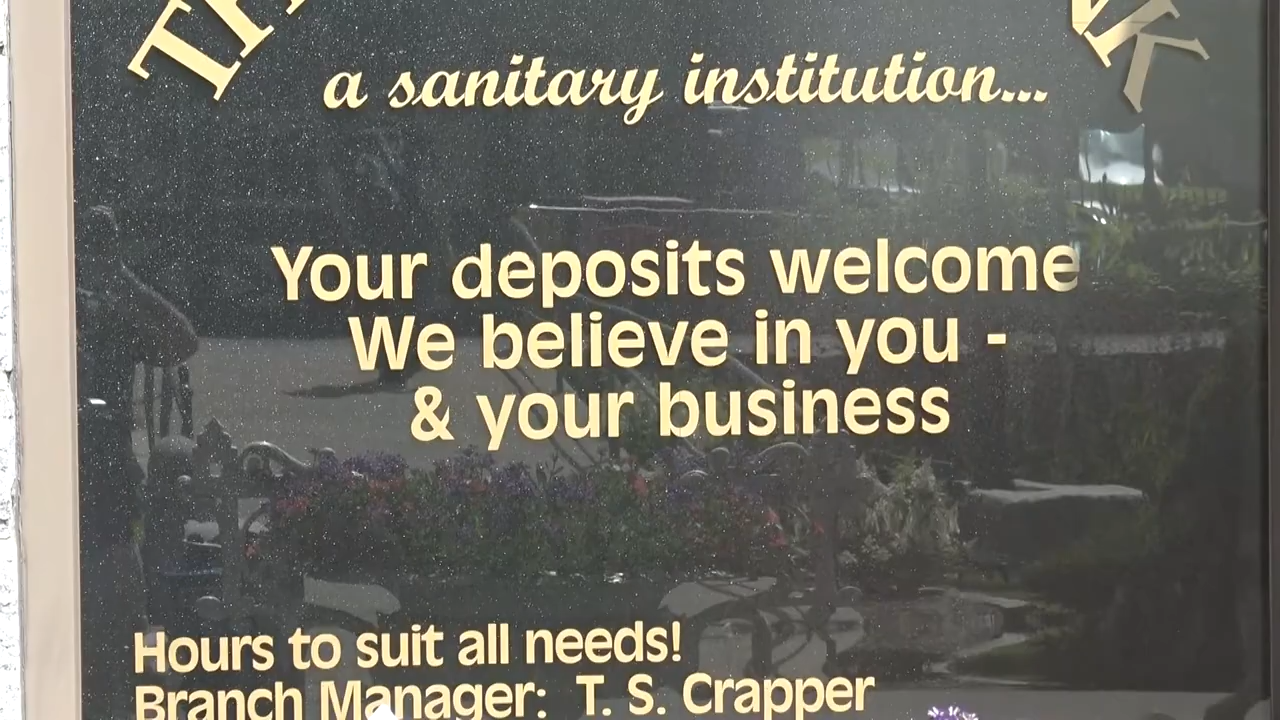 a sanitary institution...
Your deposits welcome
We believe in you -
& your business
Hours to suit all needs!
Branch Manager: T. S. Crapper